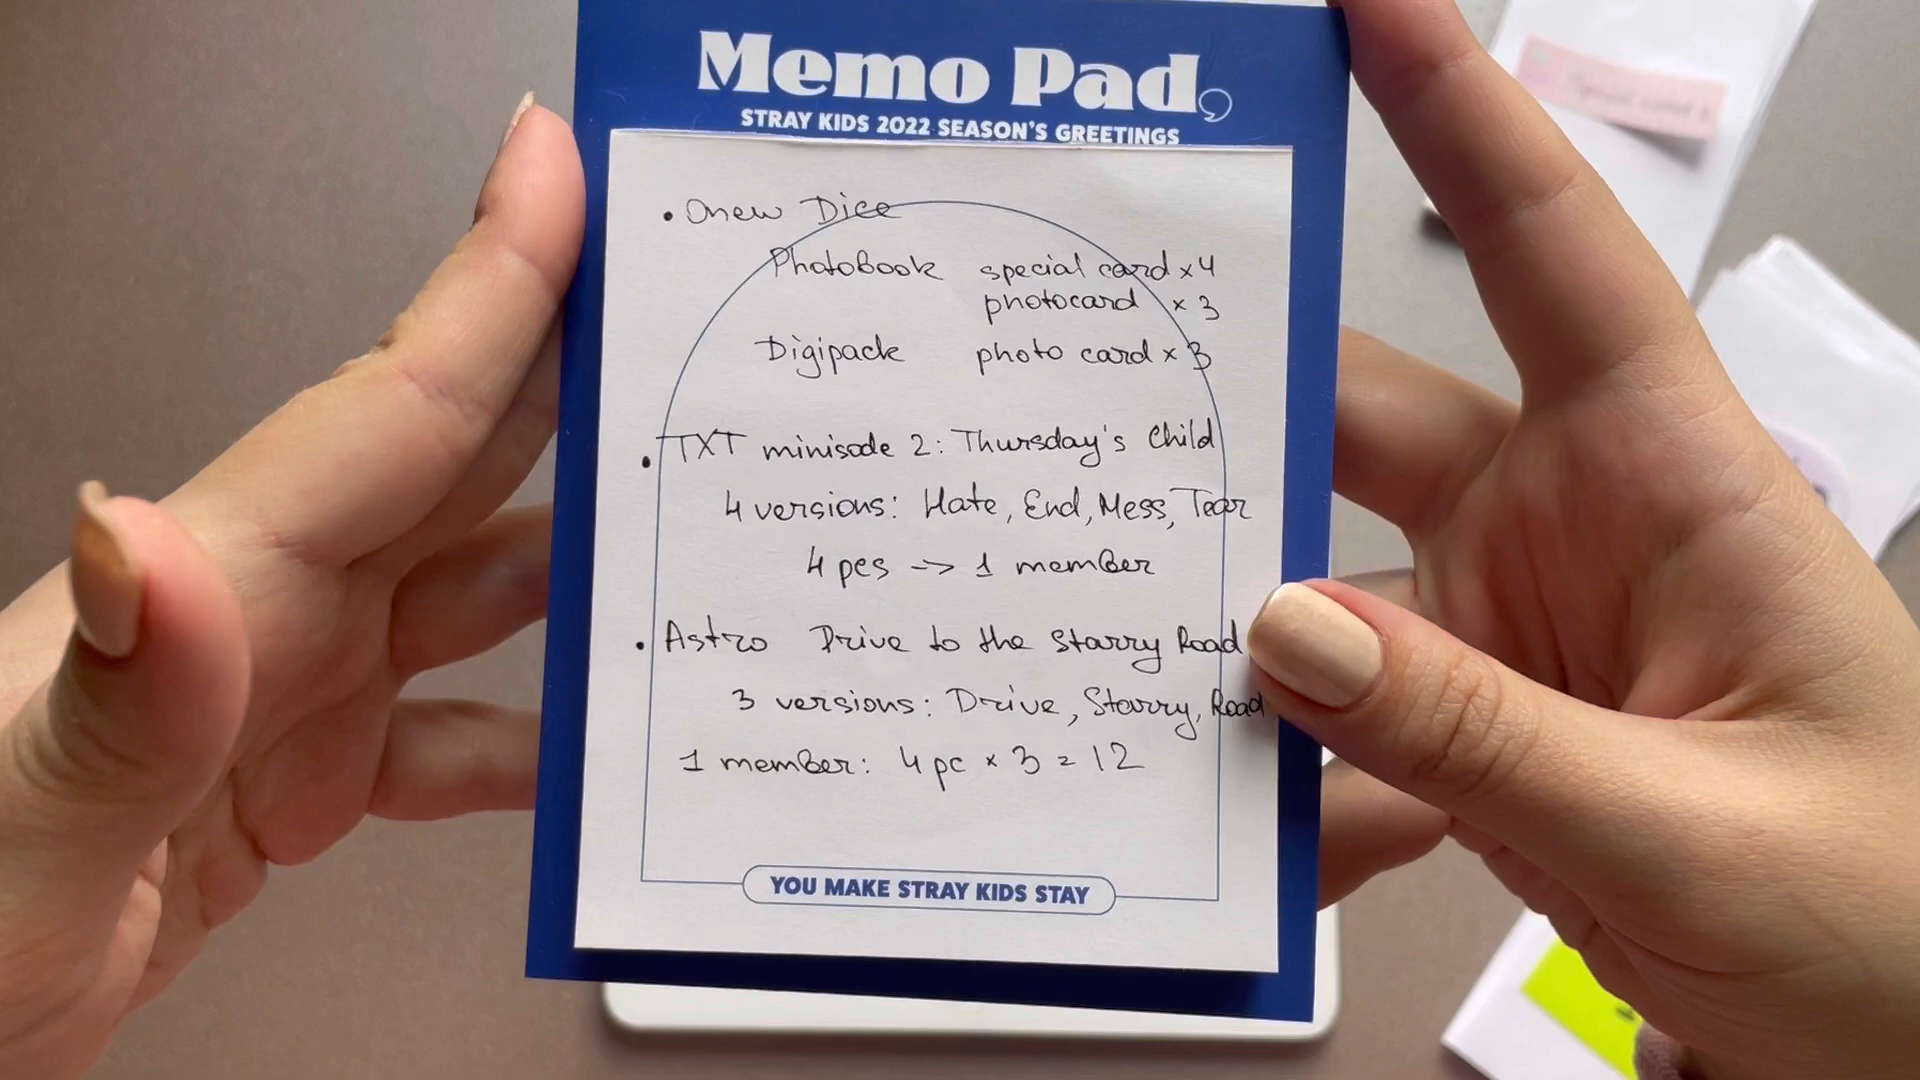 Memo Pad,
STRAY KIDS 2022 SEASON'S GREETINGS
• Onew Dice
PhotoBook special card x 4
photocard x 3
Digipack photo card x 3
• TXT minisode 2: Thursday's Child
4 versions: Hate, End, Mess, Tear
4 pcs -> 1 member
• Astro Drive to the Starry Road
3 versions: Drive, Starry, Road
1 member: 4 pc x 3 = 12
YOU MAKE STRAY KIDS STAY